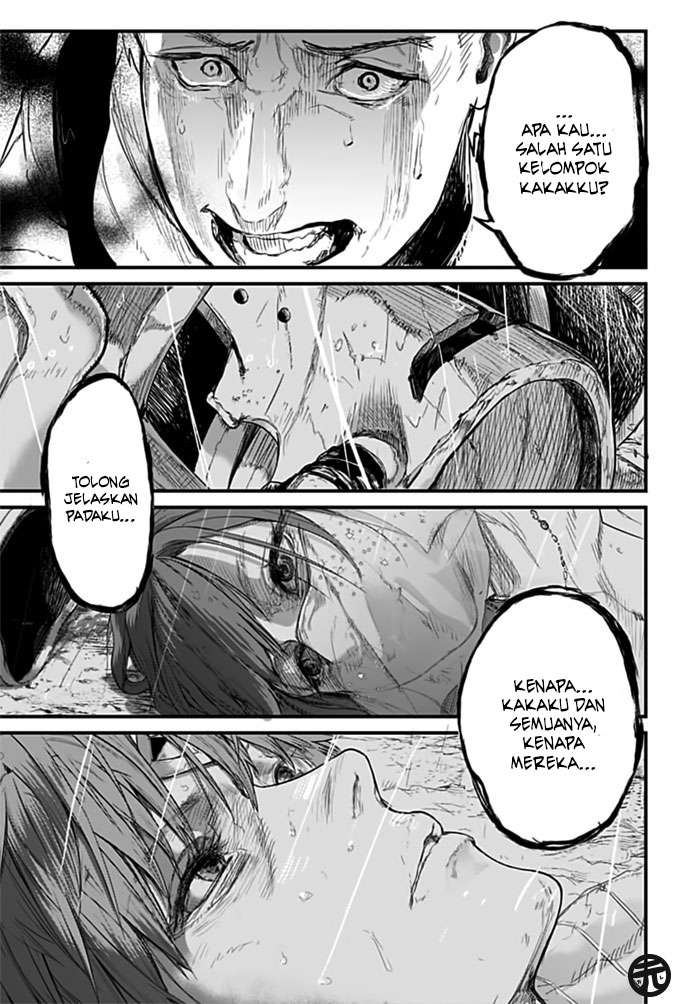 ...
APA KAU...
SALAH SATU
KELOMPOK
KAKAKKU?
TOLONG
JELASKAN
PADAKU...
KENAPA...
KAKAKU DAN
SEMUANYA,
KENAPA
MEREKA...